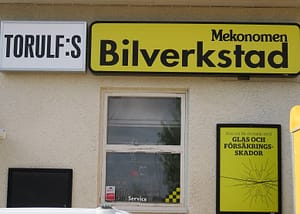 TORULF:S
Mekonomen
Bilverkstad
GLAS OCH
FÖRSÄKRINGS-
SKADOR
Service